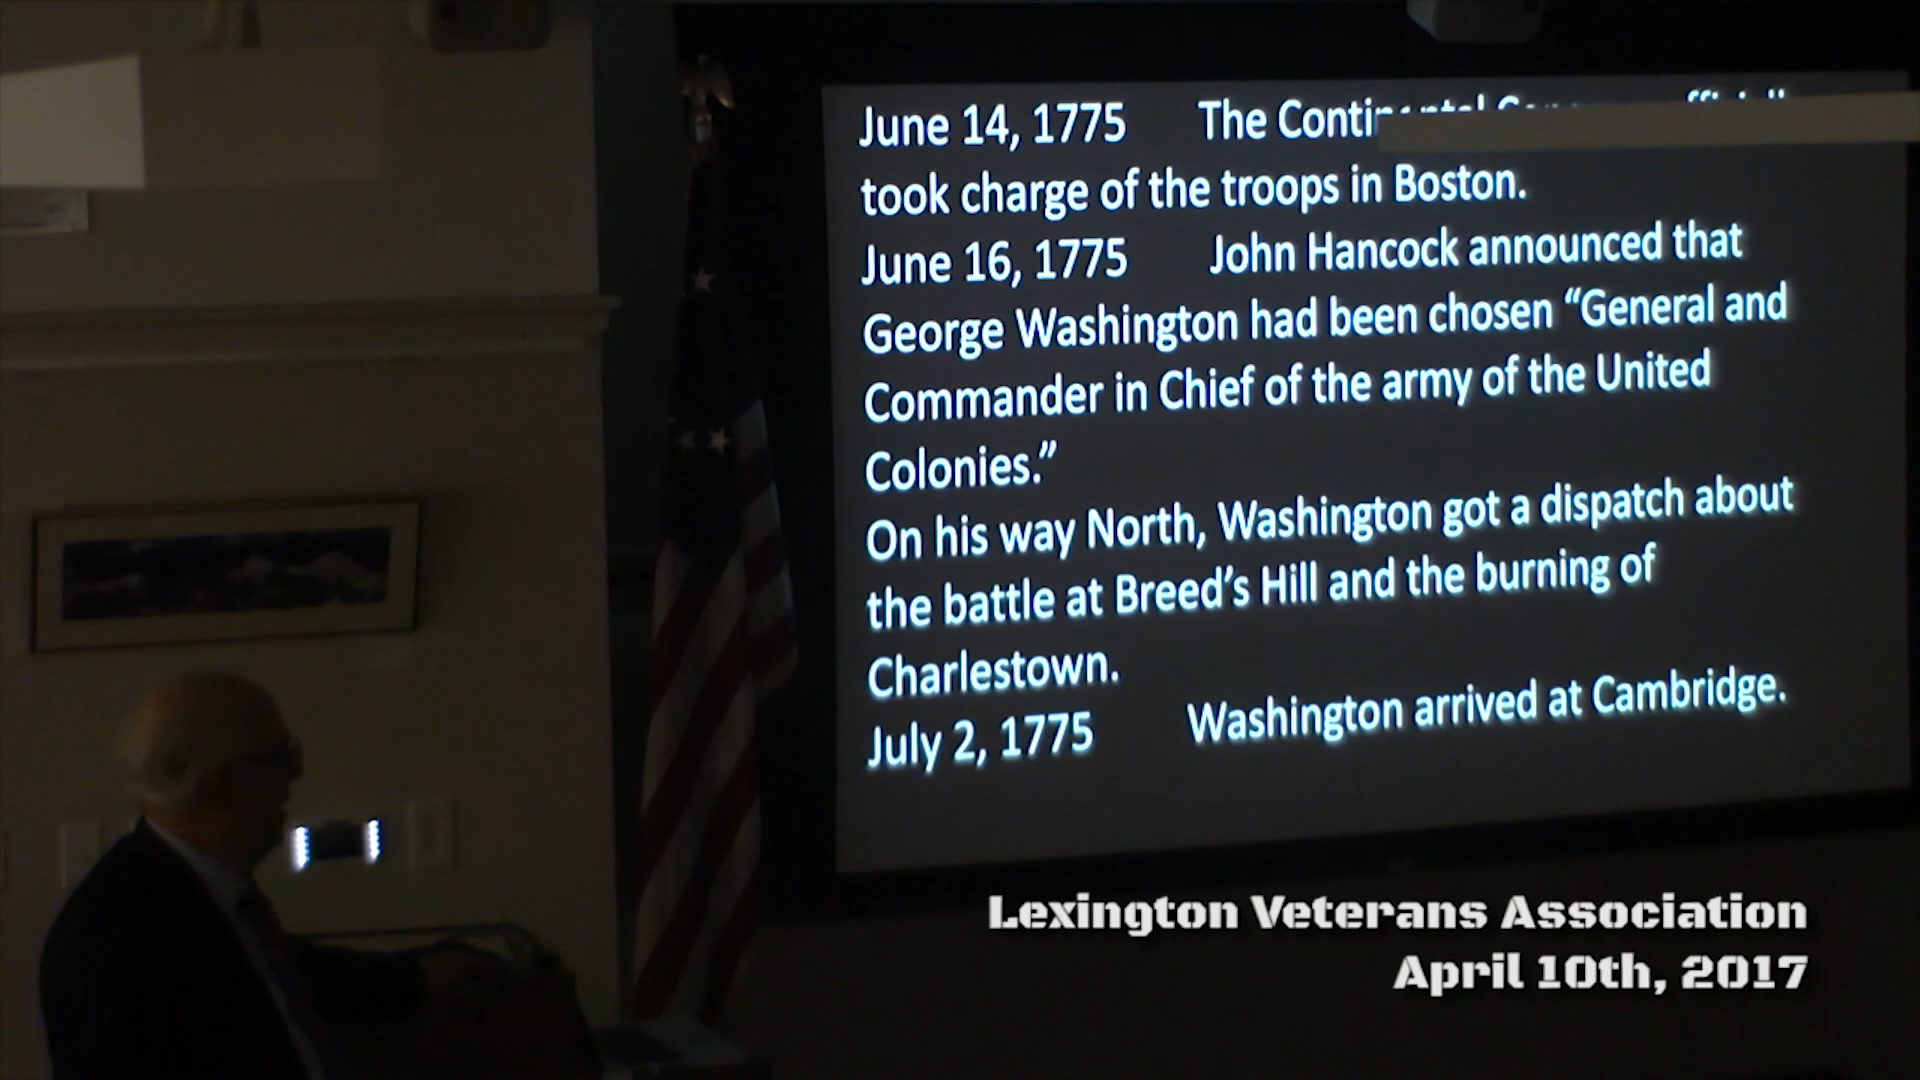 June 14, 1775 The
took charge of the troops in Boston.
June 16, 1775 John Hancock announced that
George Washington had been chosen “General and
Commander in Chief of the army of the United
Colonies.”
On his way North, Washington got a dispatch about
the battle at Breed’s Hill and the burning of
Charlestown.
July 2, 1775 Washington arrived at Cambridge.
Lexington Veterans Association
April 10th, 2017